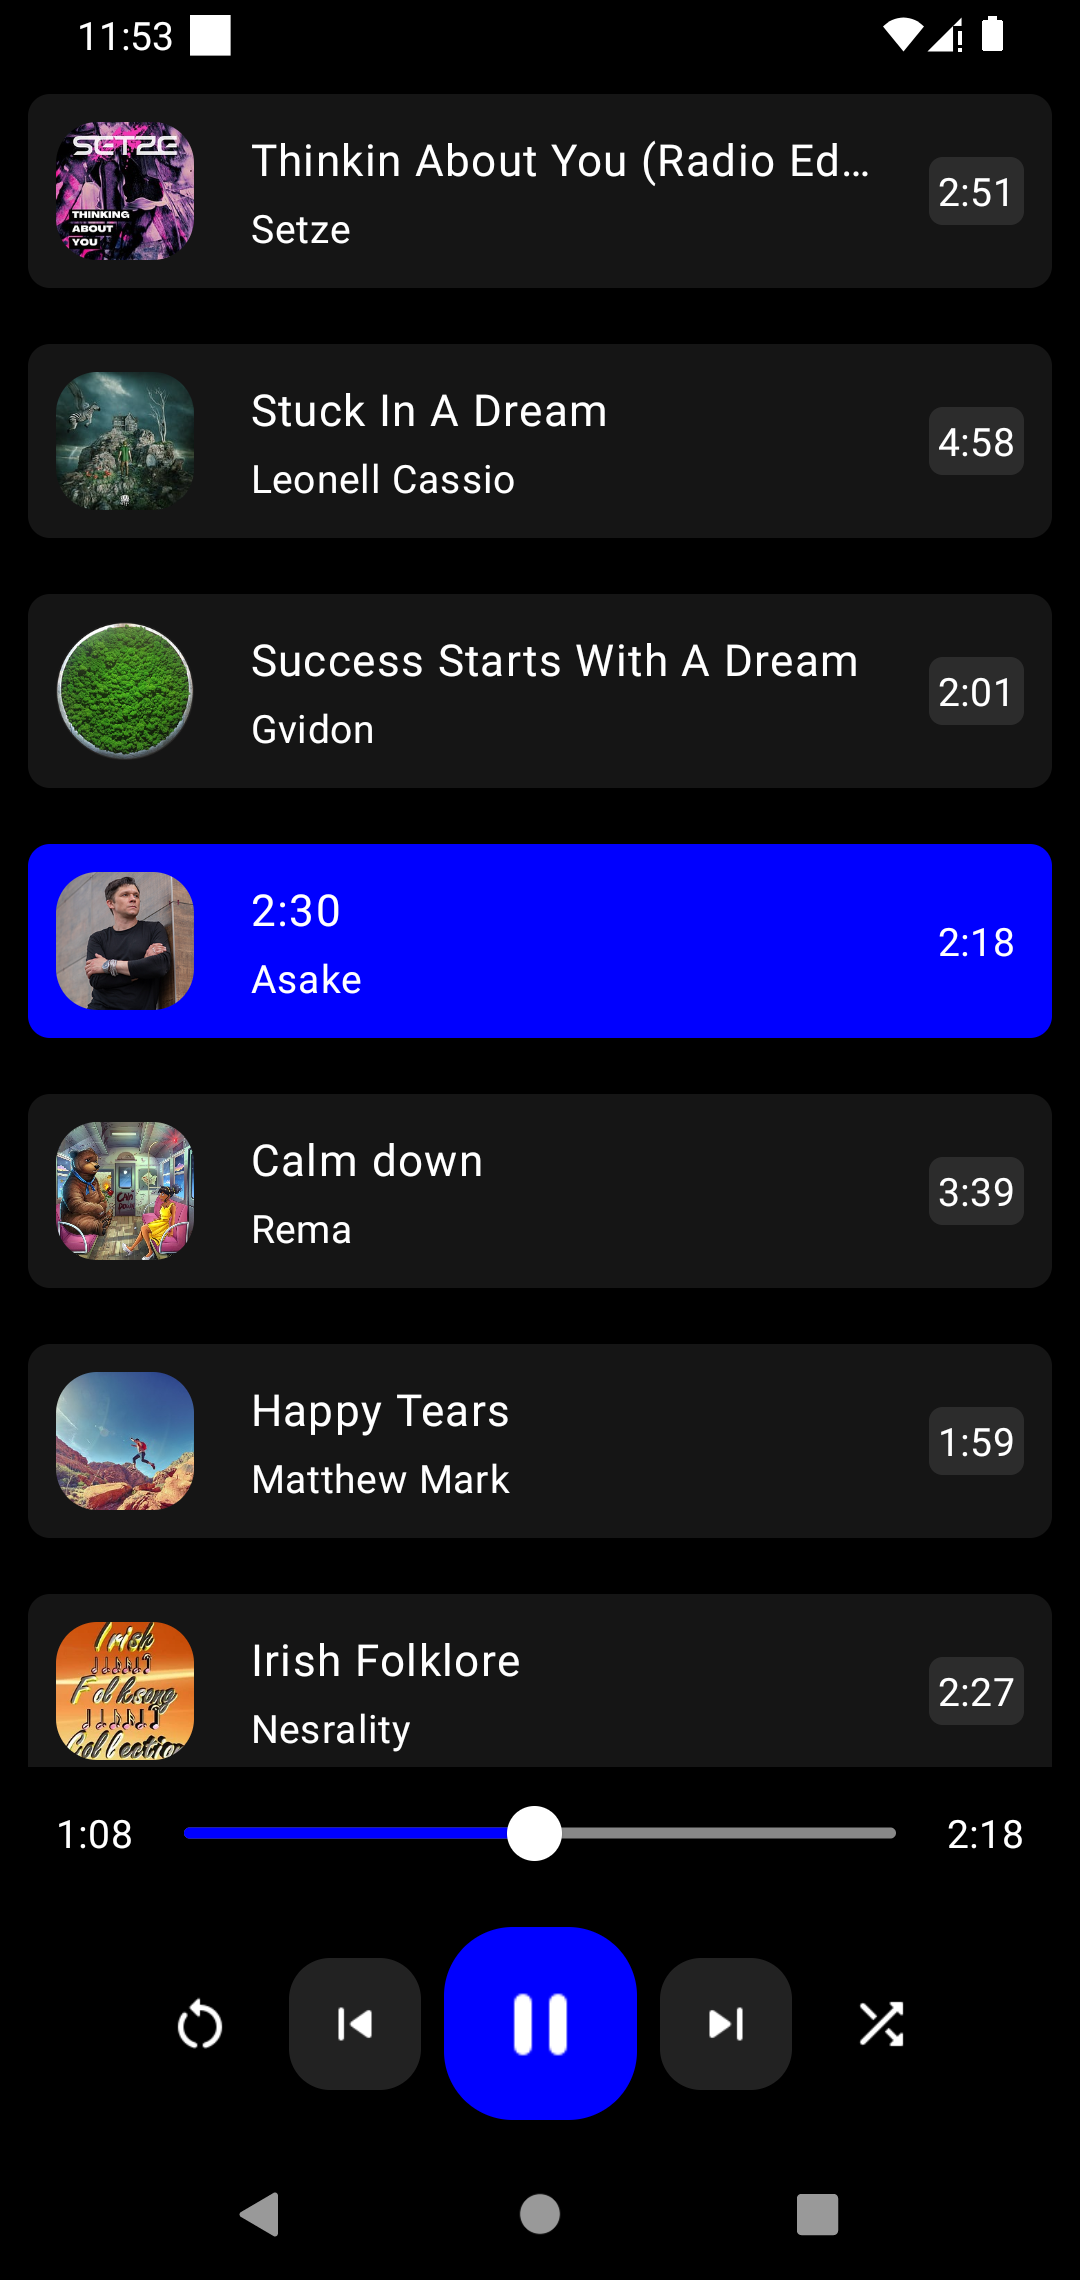 11:53
SETZE
THINKING
ABOUT
YOU
Thinkin About You (Radio Ed...
Setze
2:51
Stuck In A Dream
Leonell Cassio
4:58
Success Starts With A Dream
Gvidon
2:01
2:30
Asake
2:18
Calm down
Rema
3:39
Happy Tears
Matthew Mark
1:59
Irish
Folksong
Collection
Irish Folklore
Nesrality
2:27
1:08
2:18